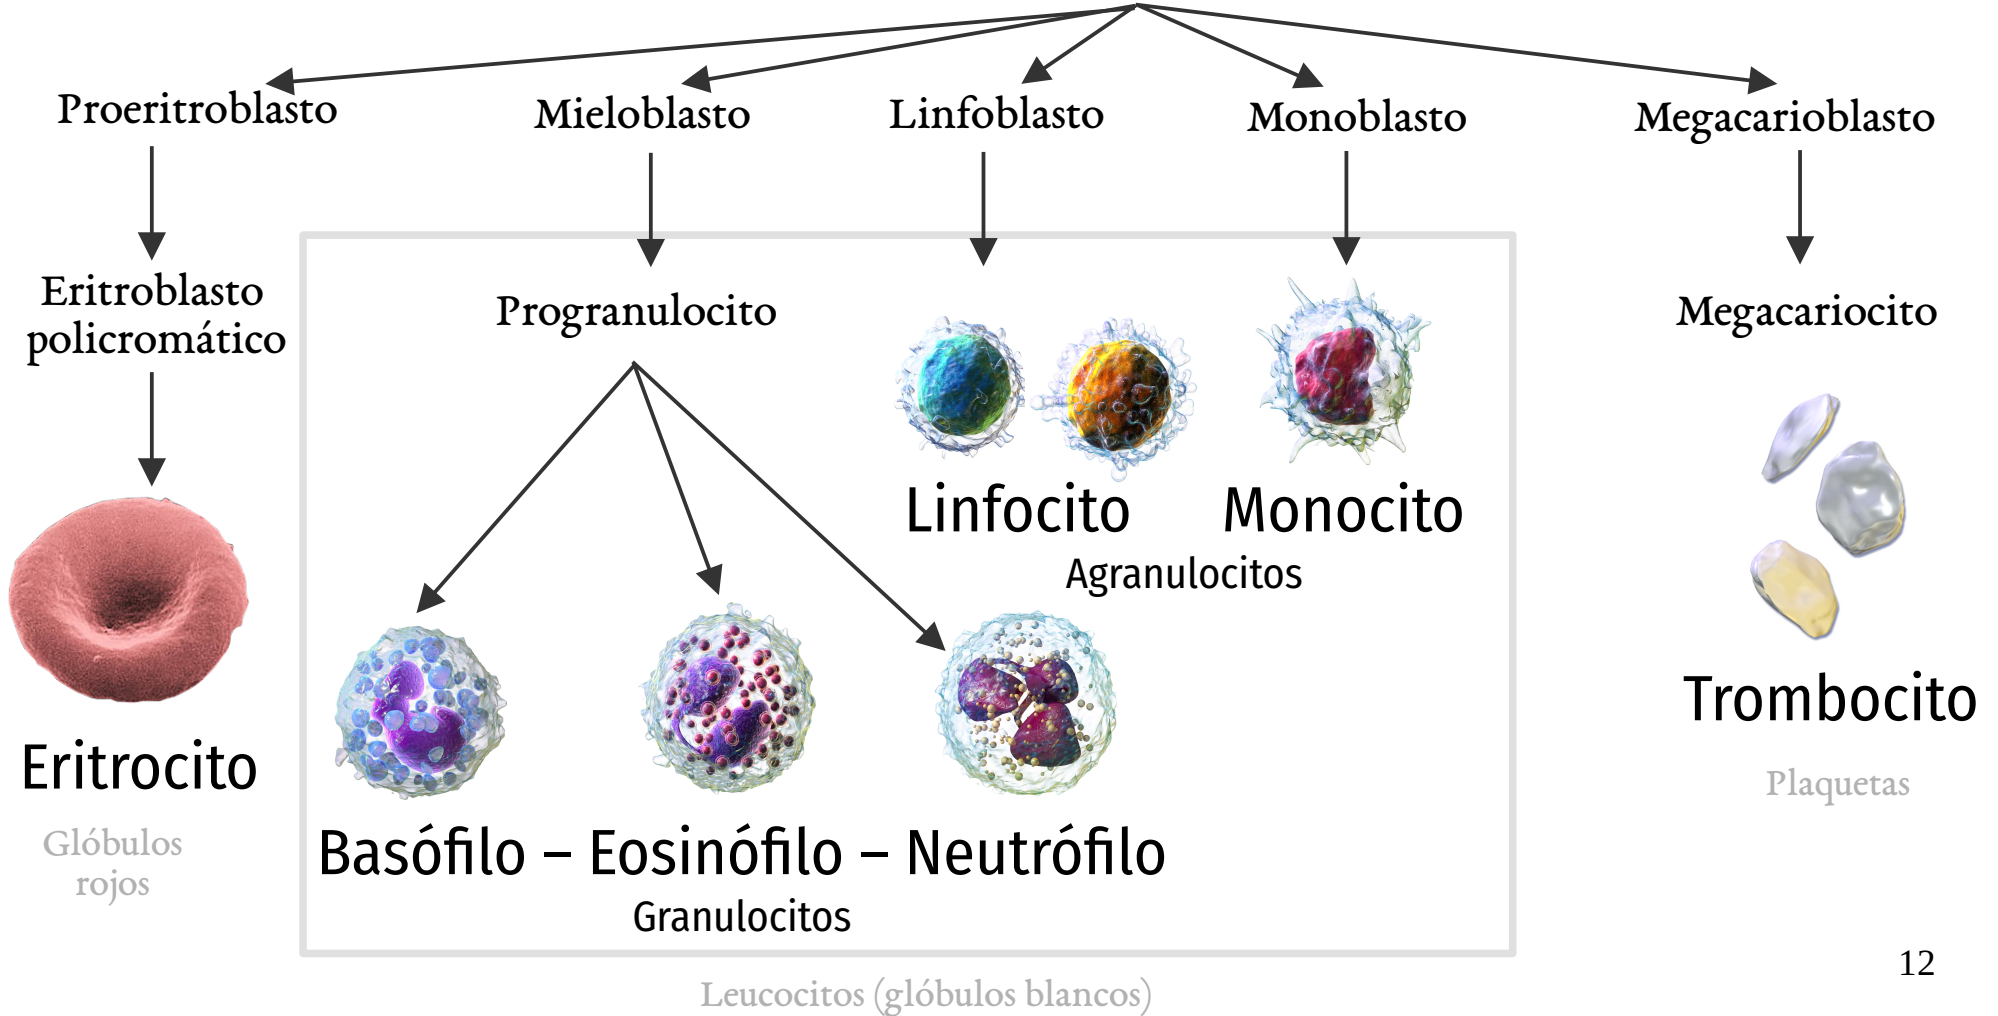 Proeritroblasto
Mieloblasto
Linfoblasto
Monoblasto
Megacarioblasto
Eritroblasto
policromático
Progranulocito
Megacariocito
Linfocito
Monocito
Agranulocitos
Trombocito
Eritrocito
Plaquetas
Glóbulos
rojos
Basófilo – Eosinófilo – Neutrófilo
Granulocitos
12
Leucocitos (glóbulos blancos)